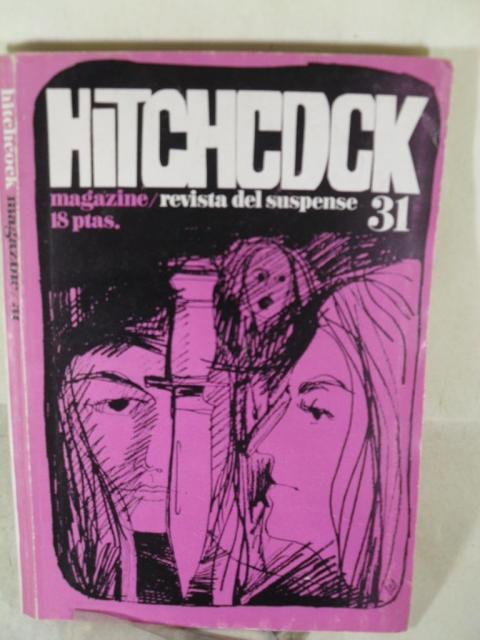 HiTCHCOCK
magazine/revista del suspense 31
18 ptas.
hitchcock magazine/31